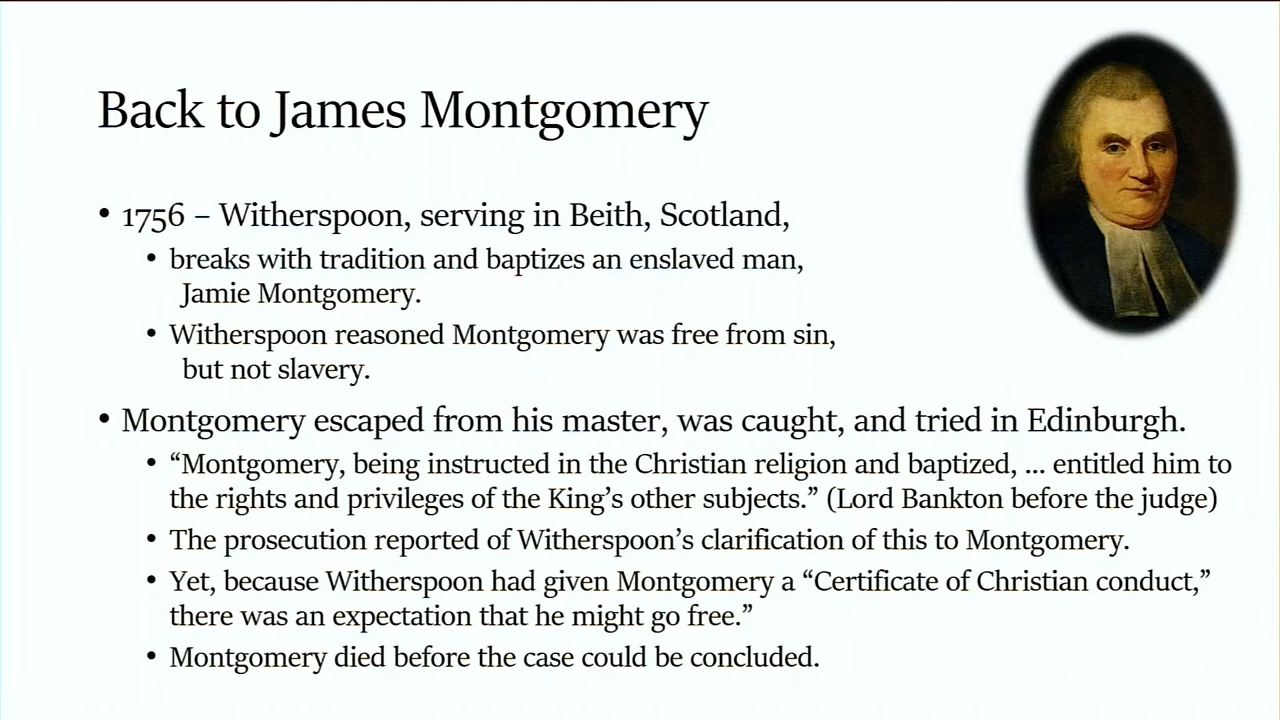 Back to James Montgomery
• 1756 – Witherspoon, serving in Beith, Scotland,
• breaks with tradition and baptizes an enslaved man,
Jamie Montgomery.
• Witherspoon reasoned Montgomery was free from sin,
but not slavery.
• Montgomery escaped from his master, was caught, and tried in Edinburgh.
• “Montgomery, being instructed in the Christian religion and baptized, ... entitled him to
the rights and privileges of the King’s other subjects.” (Lord Bankton before the judge)
• The prosecution reported of Witherspoon’s clarification of this to Montgomery.
• Yet, because Witherspoon had given Montgomery a “Certificate of Christian conduct,”
there was an expectation that he might go free.”
• Montgomery died before the case could be concluded.